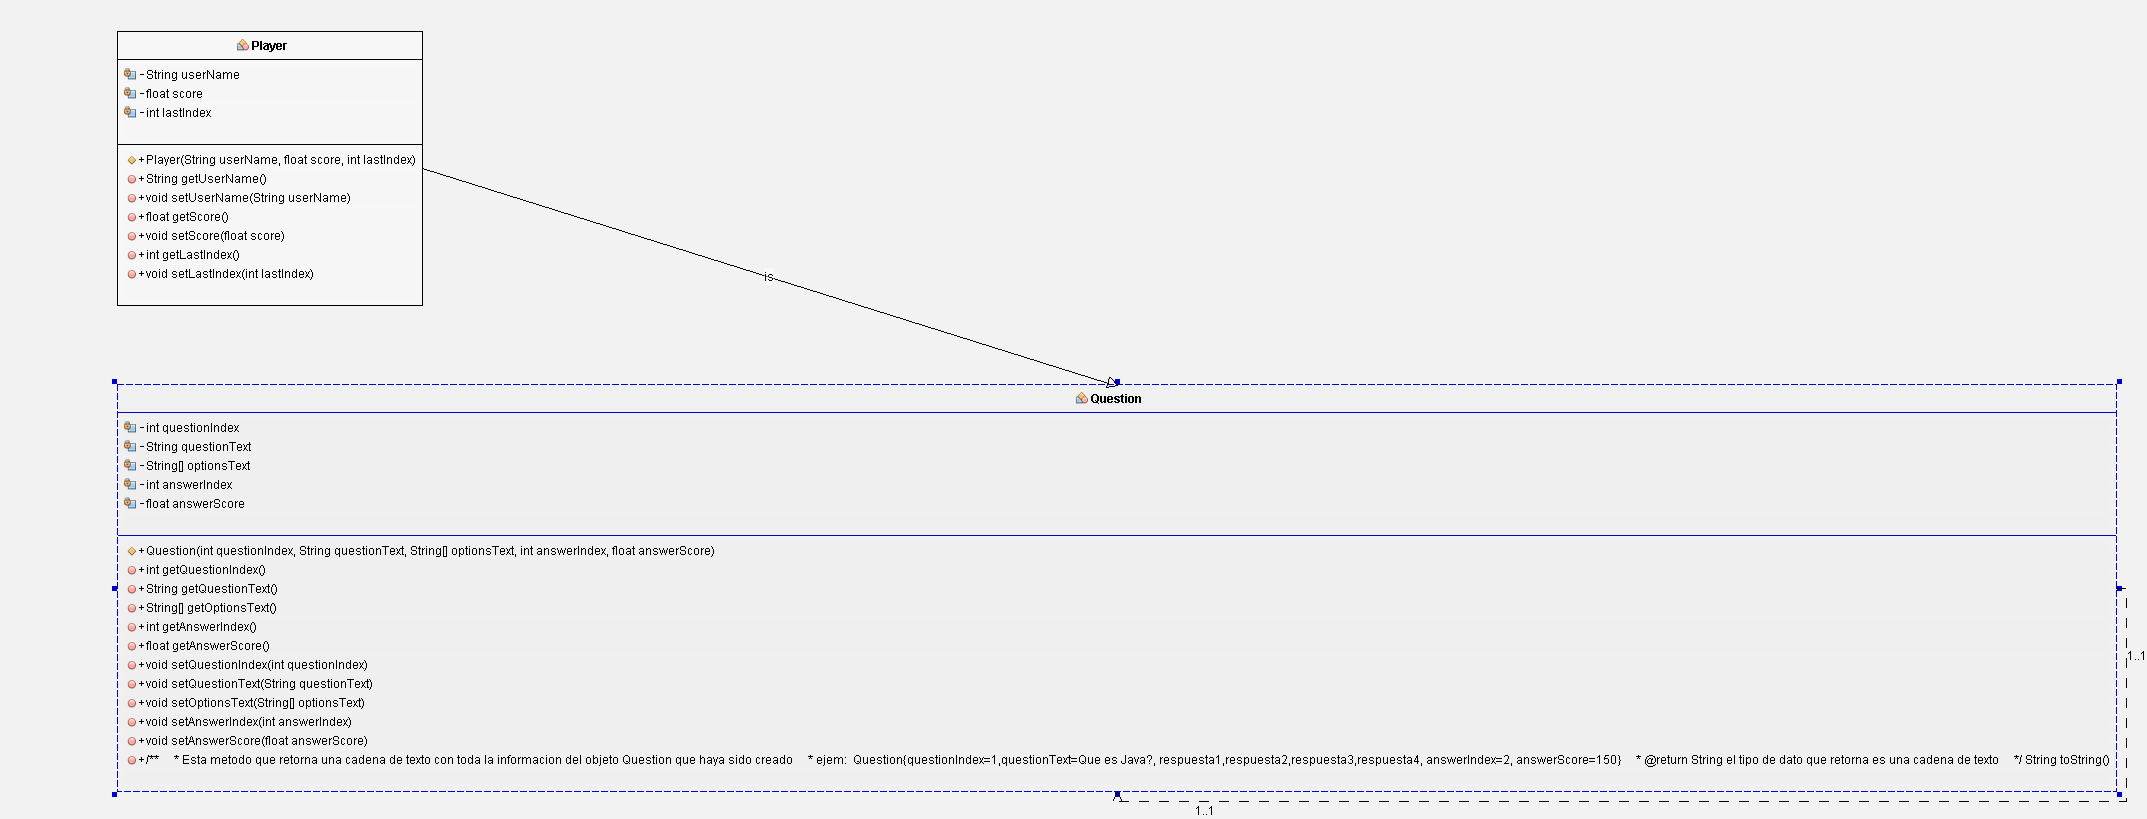 Player
-String userName
-float score
-int lastIndex
+Player(String userName, float score, int lastIndex)
+String getUserName()
+void setUserName(String userName)
+float getScore()
+void setScore(float score)
+int getLastIndex()
+void setLastIndex(int lastIndex)
is
Question
-int questionIndex
-String questionText
-String[] optionsText
-int answerIndex
-float answerScore
+Question(int questionIndex, String questionText, String[] optionsText, int answerIndex, float answerScore)
+int getQuestionIndex()
+String getQuestionText()
+String[] getOptionsText()
+int getAnswerIndex()
+float getAnswerScore()
+void setQuestionIndex(int questionIndex)
+void setQuestionText(String questionText)
+void setOptionsText(String[] optionsText)
+void setAnswerIndex(int answerIndex)
+void setAnswerScore(float answerScore)
+/** * Esta metodo que retorna una cadena de texto con toda la informacion del objeto Question que haya sido creado * ejem: Question{questionIndex=1,questionText=Que es Java?, respuesta1,respuesta2,respuesta3,respuesta4, answerIndex=2, answerScore=150} * @return String el tipo de dato que retorna es una cadena de texto */ String toString()
1..1
1..1